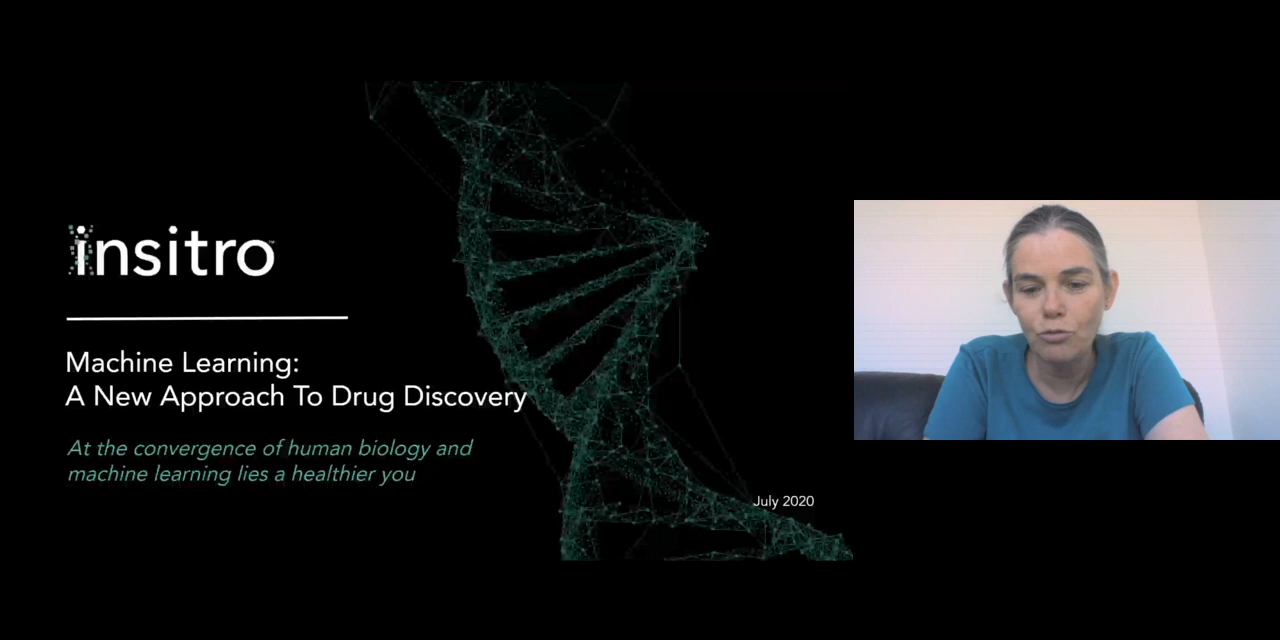 insitro
Machine Learning:
A New Approach To Drug Discovery
At the convergence of human biology and
machine learning lies a healthier you
July 2020